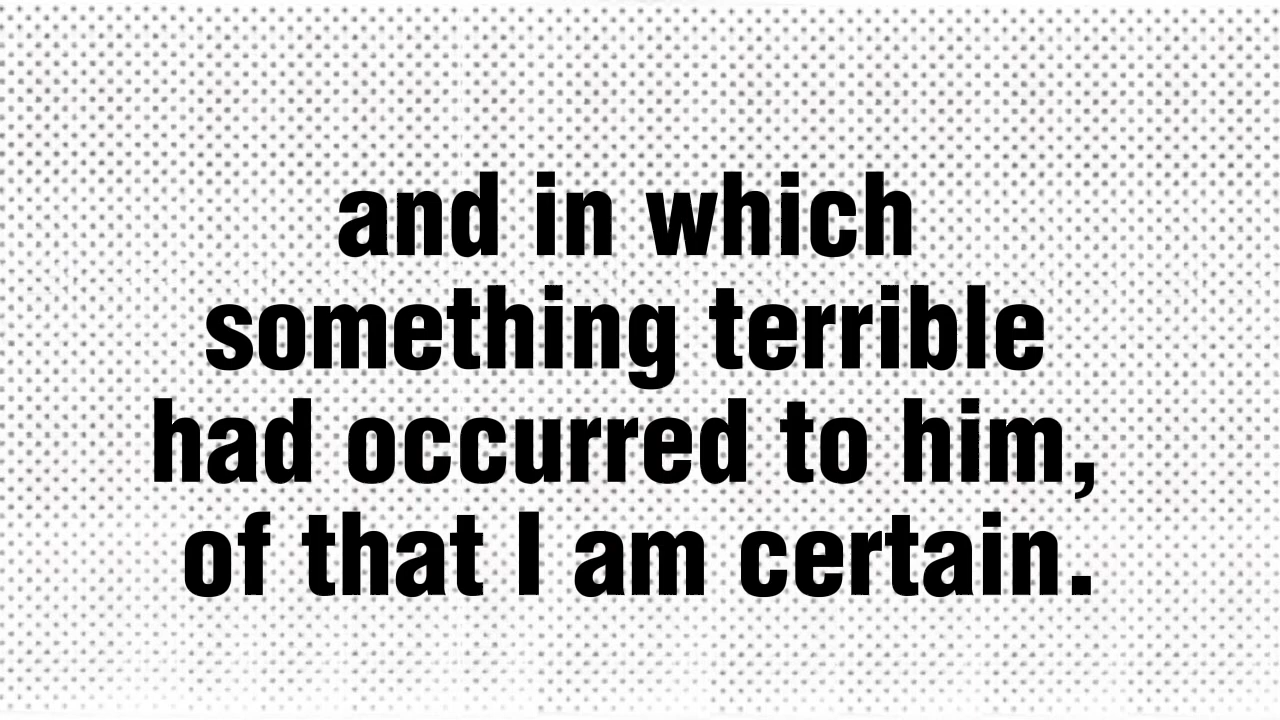 and in which
something terrible
had occurred to him,
of that I am certain.